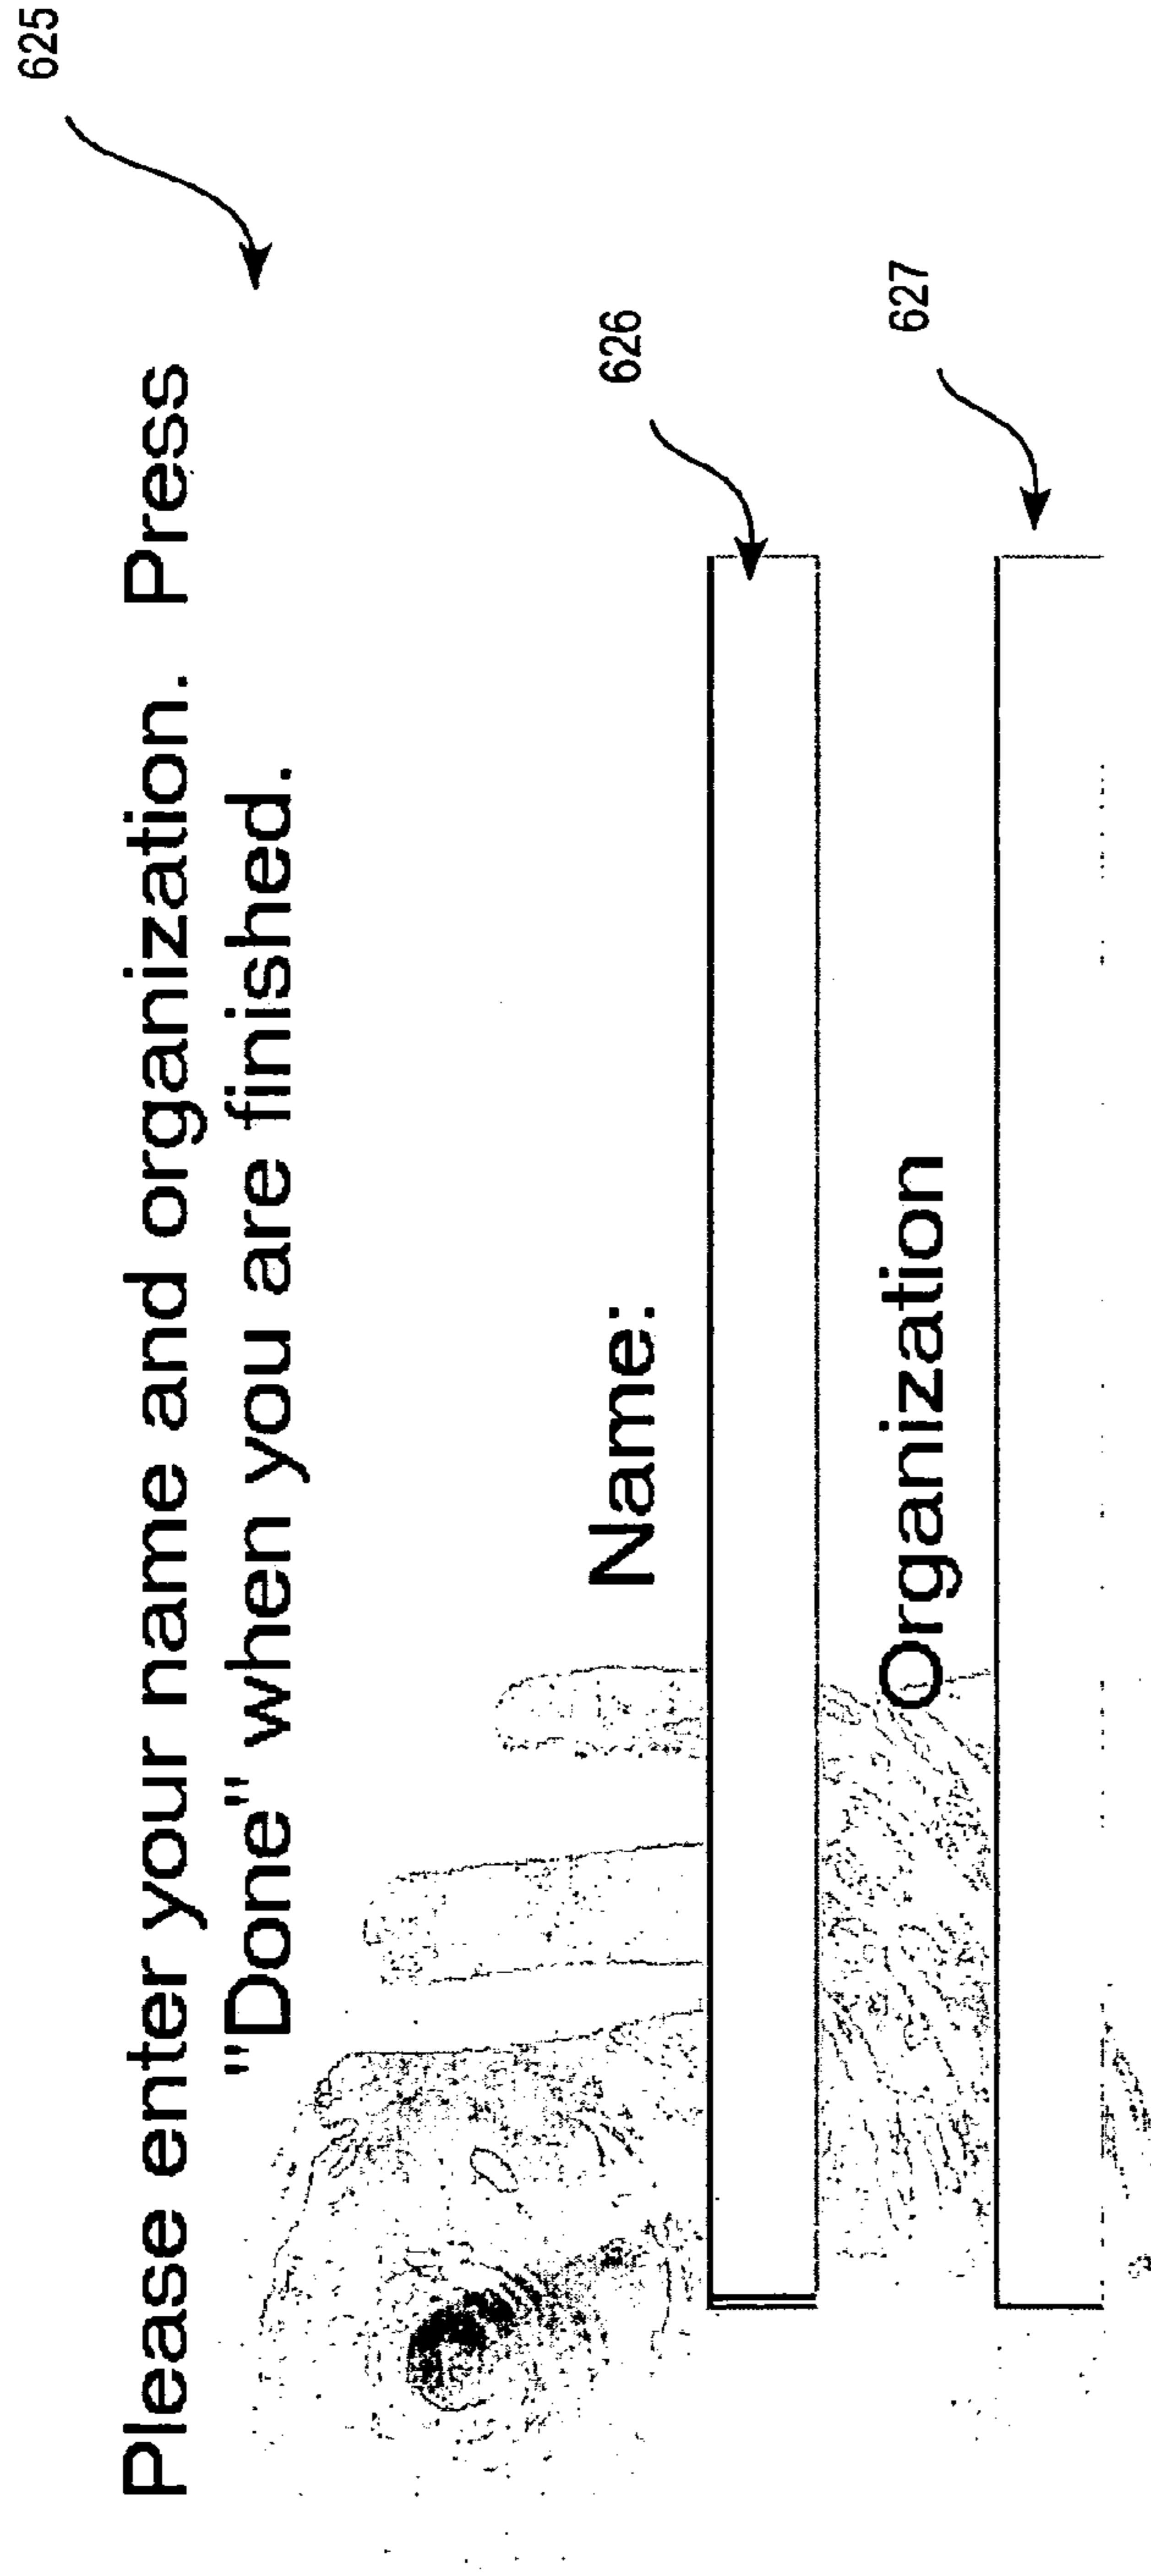 625
Please enter your name and organization. Press
"Done" when you are finished.
626
Name:
627
Organization